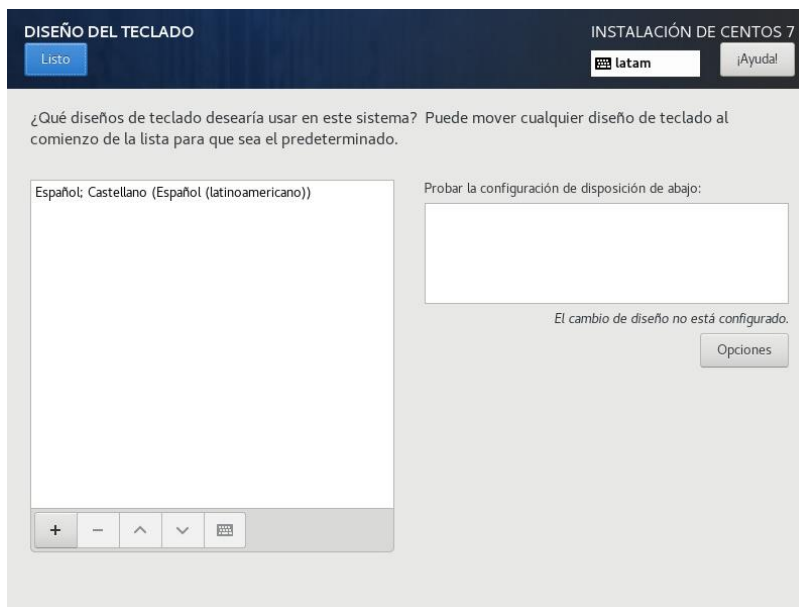 DISEÑO DEL TECLADO
INSTALACIÓN DE CENTOS 7
Listo
latam
¡Ayuda!
¿Qué diseños de teclado desearía usar en este sistema? Puede mover cualquier diseño de teclado al
comienzo de la lista para que sea el predeterminado.
Español; Castellano (Español (latinoamericano))
Probar la configuración de disposición de abajo:
El cambio de diseño no está configurado.
Opciones